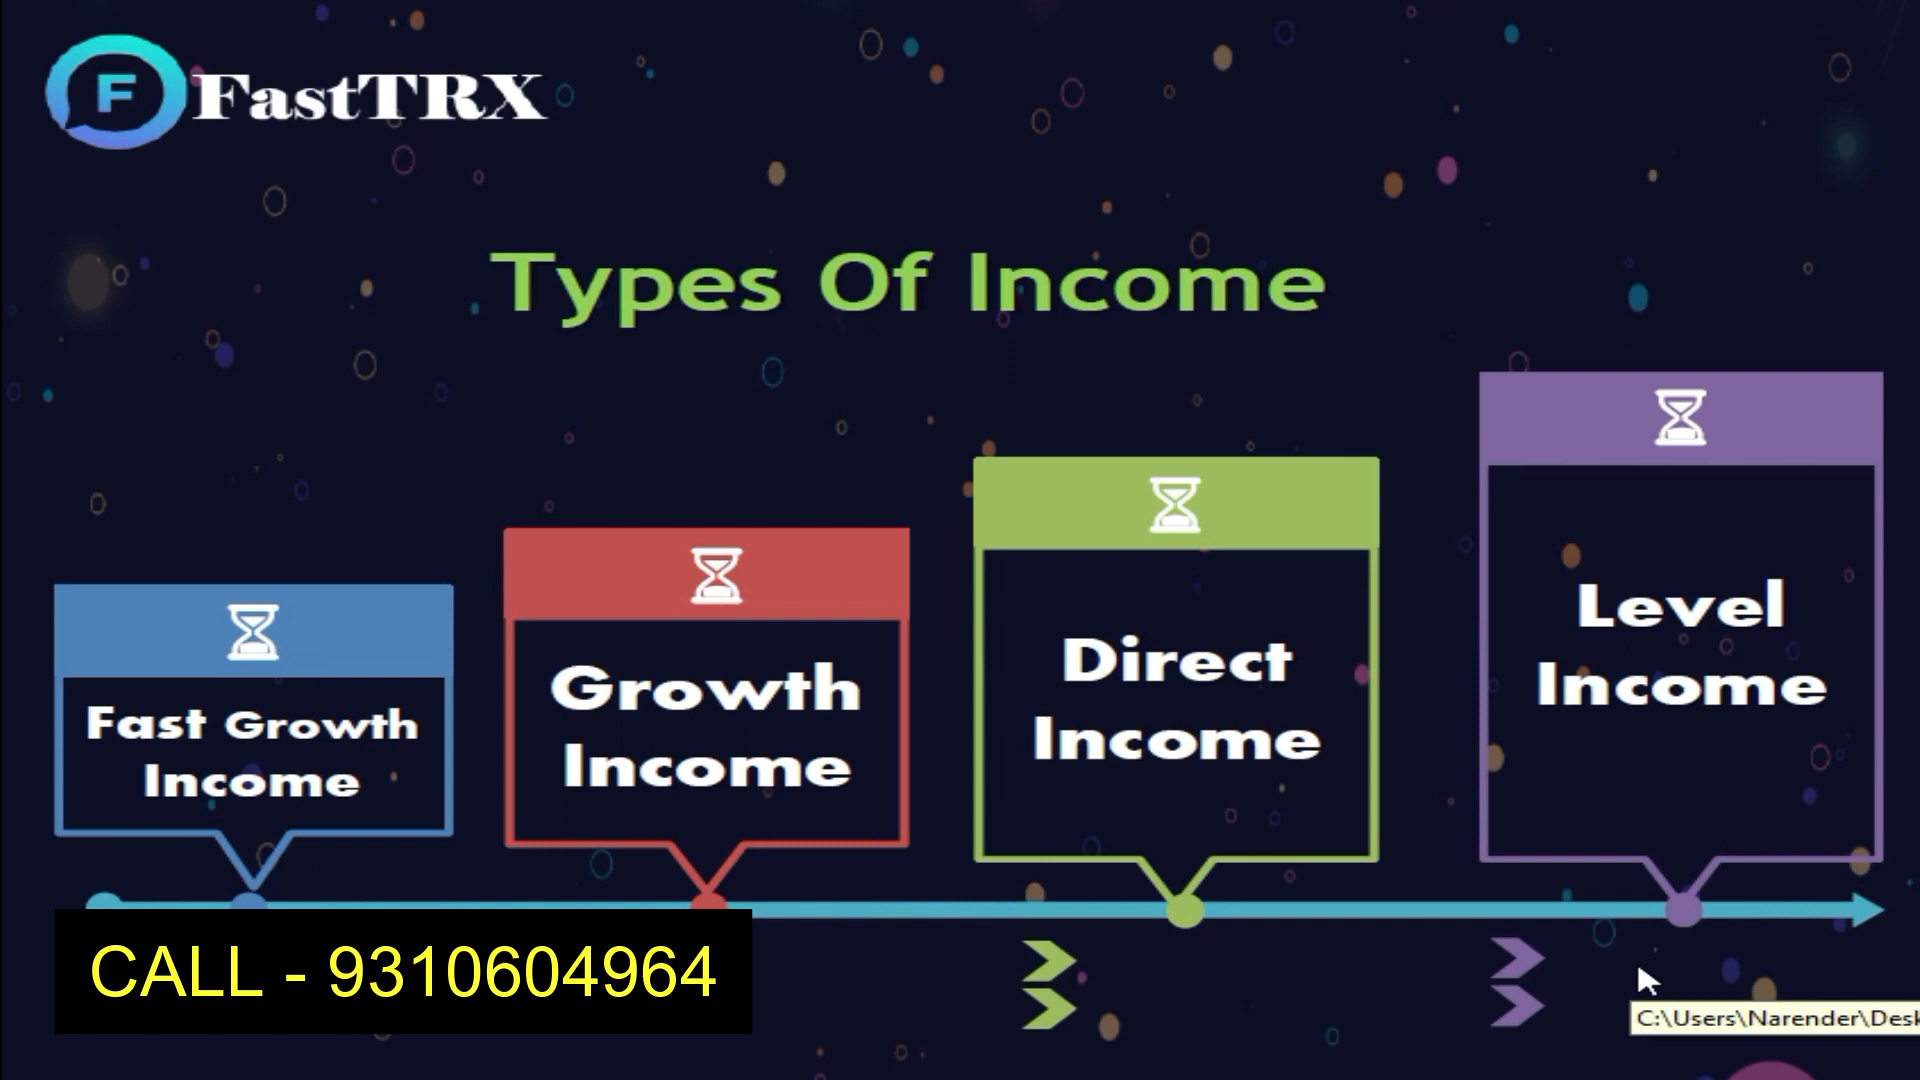 F
FastTRX
Types Of Income
Fast Growth
Income
Growth
Income
Direct
Income
Level
Income
CALL - 9310604964
C:\Users\Narender\Desk